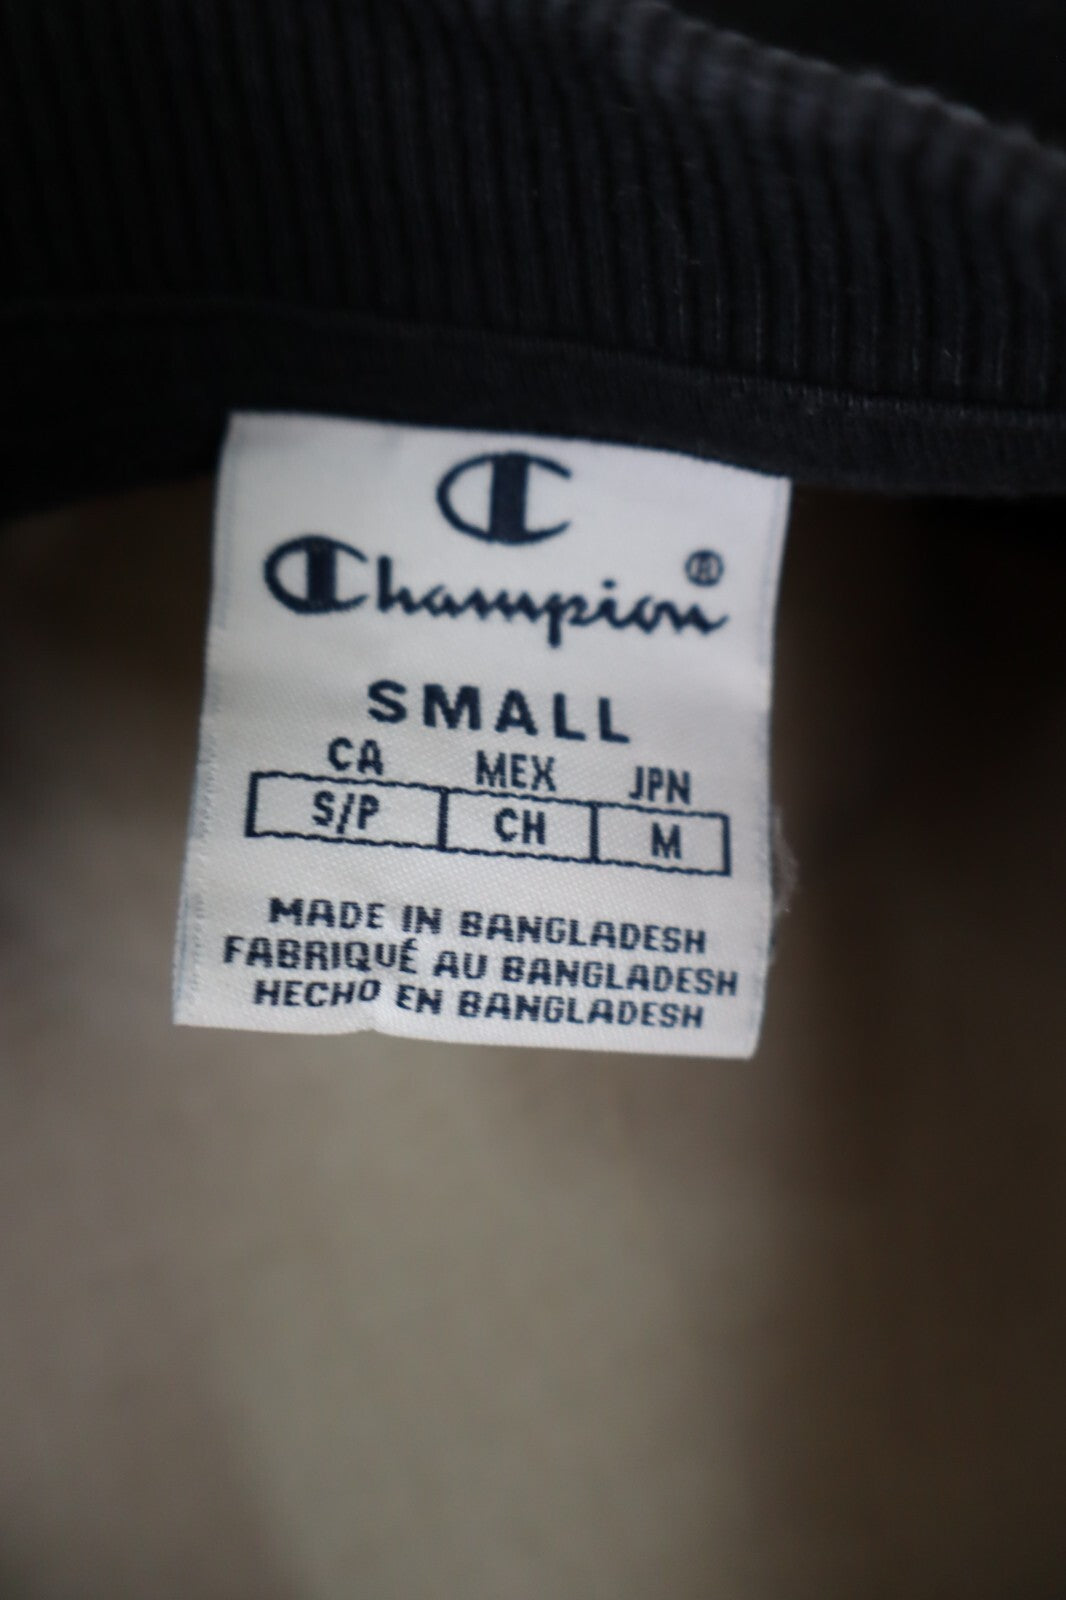 Champion®
SMALL
CA MEX JPN
S/P CH M
MADE IN BANGLADESH
FABRIQUÉ AU BANGLADESH
HECHO EN BANGLADESH